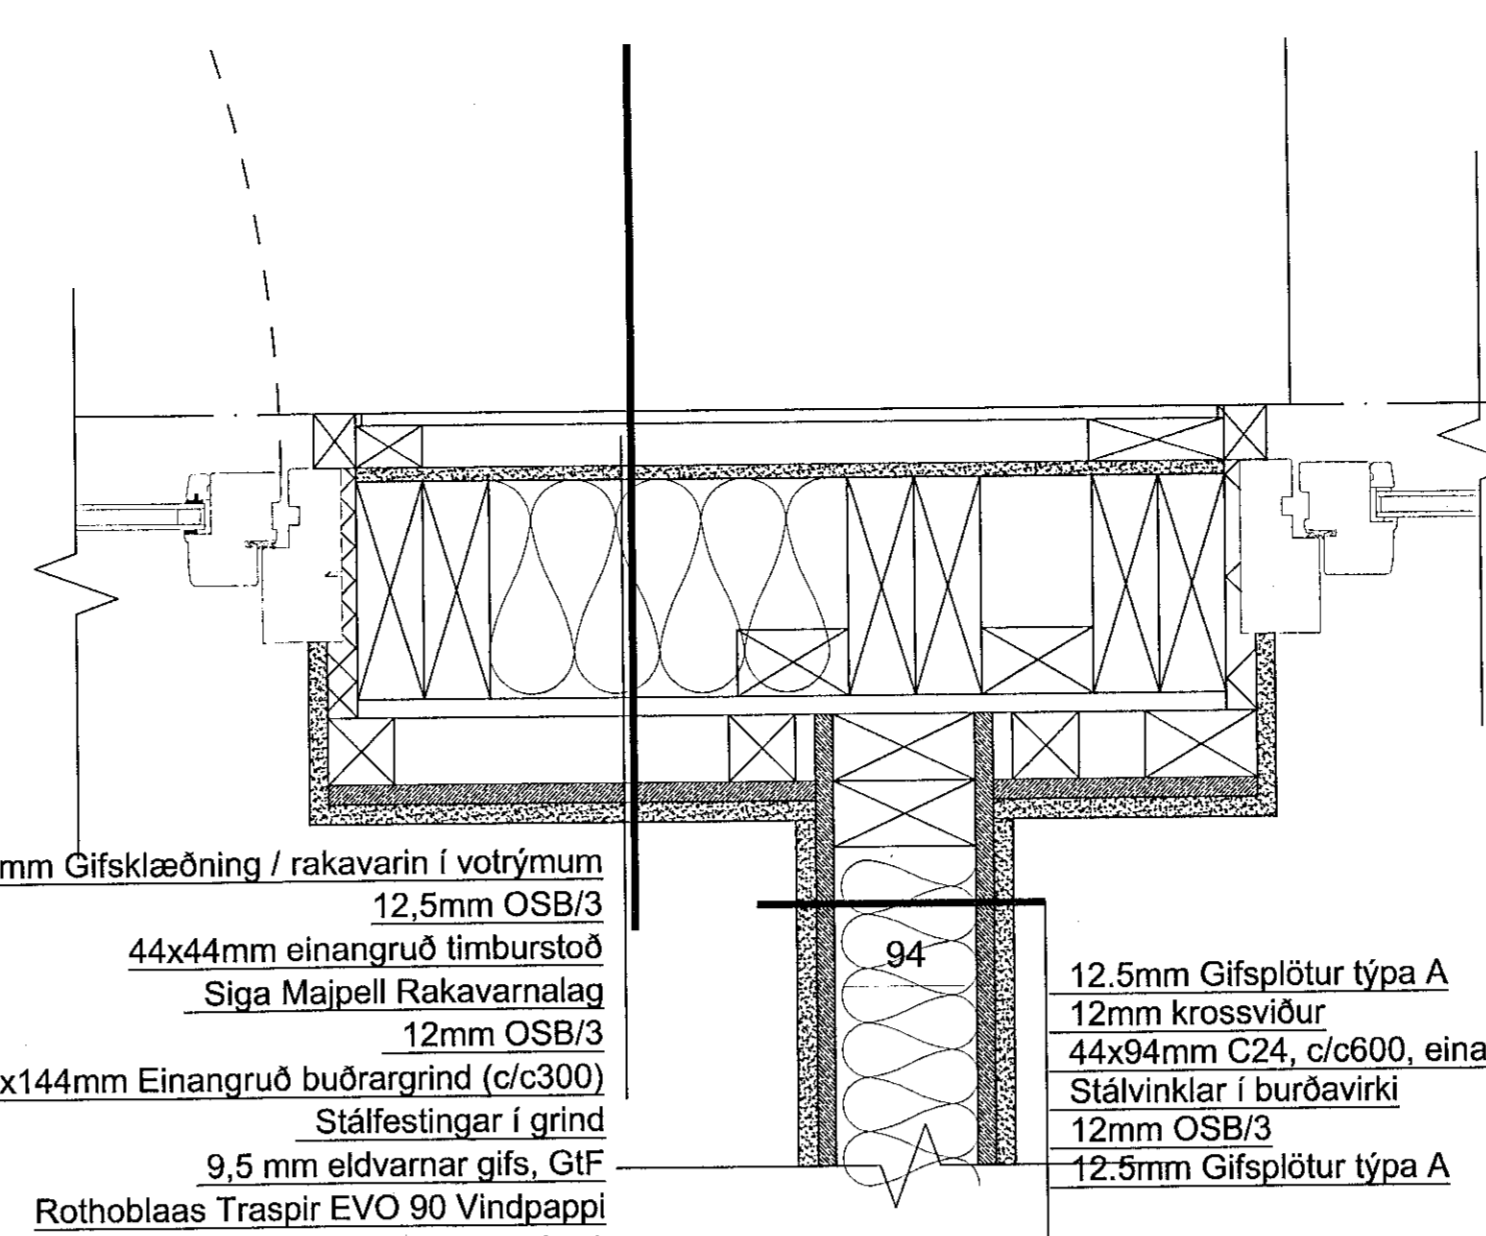 mm Gifsklæðning / rakavarin í votrýmum
12,5mm OSB/3
44x44mm einangruð timburstoð
Siga Majpell Rakavarnalag
12mm OSB/3
x144mm Einangruð buðrargrind (c/c300)
Stálfestingar í grind
9,5 mm eldvarnar gifs, GtF
Rothoblaas Traspir EVO 90 Vindpappi
94
12.5mm Gifsplötur týpa A
12mm krossviður
44x94mm C24, c/c600, eina
Stálvinklar í burðavirki
12mm OSB/3
12.5mm Gifsplötur týpa A